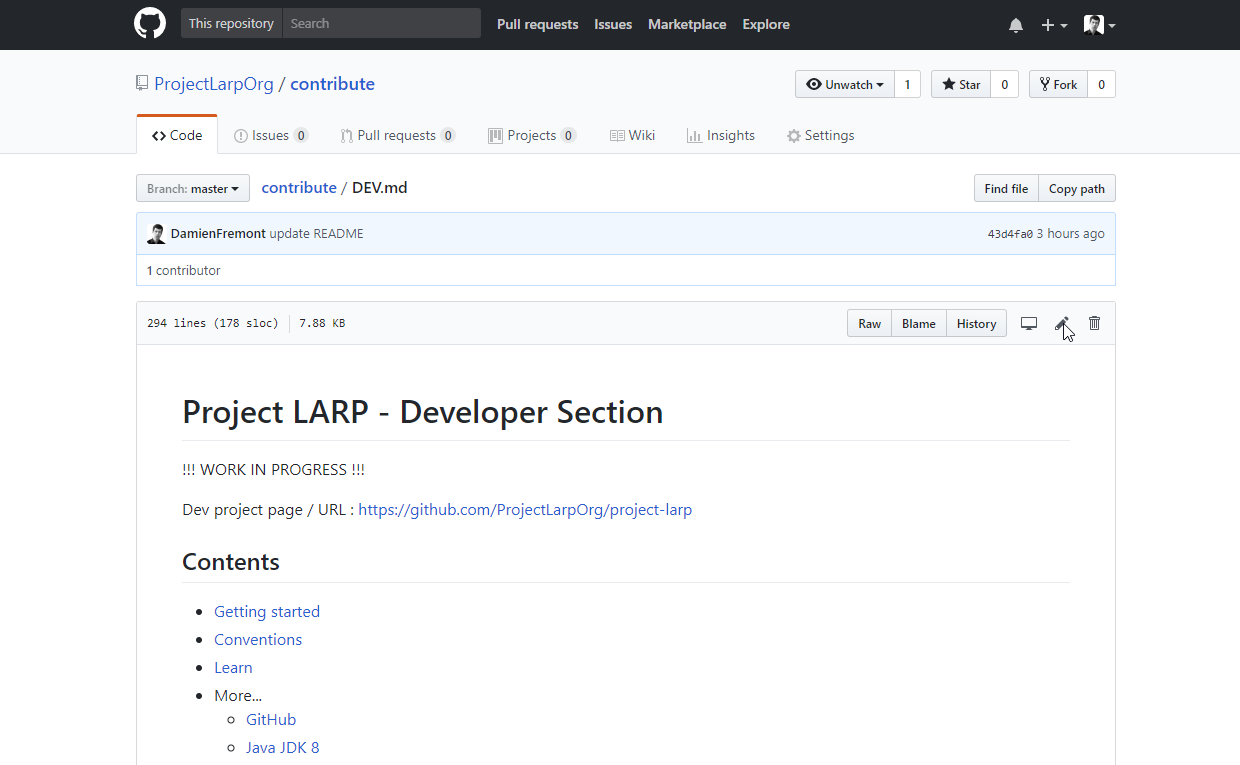 This repository Search Pull requests Issues Marketplace Explore
ProjectLarpOrg / contribute Unwatch 1 Star 0 Fork 0
Code Issues 0 Pull requests 0 Projects 0 Wiki Insights Settings
Branch: master contribute / DEV.md Find file Copy path
DamienFremont update README 43d4fa0 3 hours ago
1 contributor
294 lines (178 sloc) 7.88 KB Raw Blame History
Project LARP - Developer Section
!!! WORK IN PROGRESS !!!
Dev project page / URL : https://github.com/ProjectLarpOrg/project-larp
Contents
Getting started
Conventions
Learn
More...
GitHub
Java JDK 8